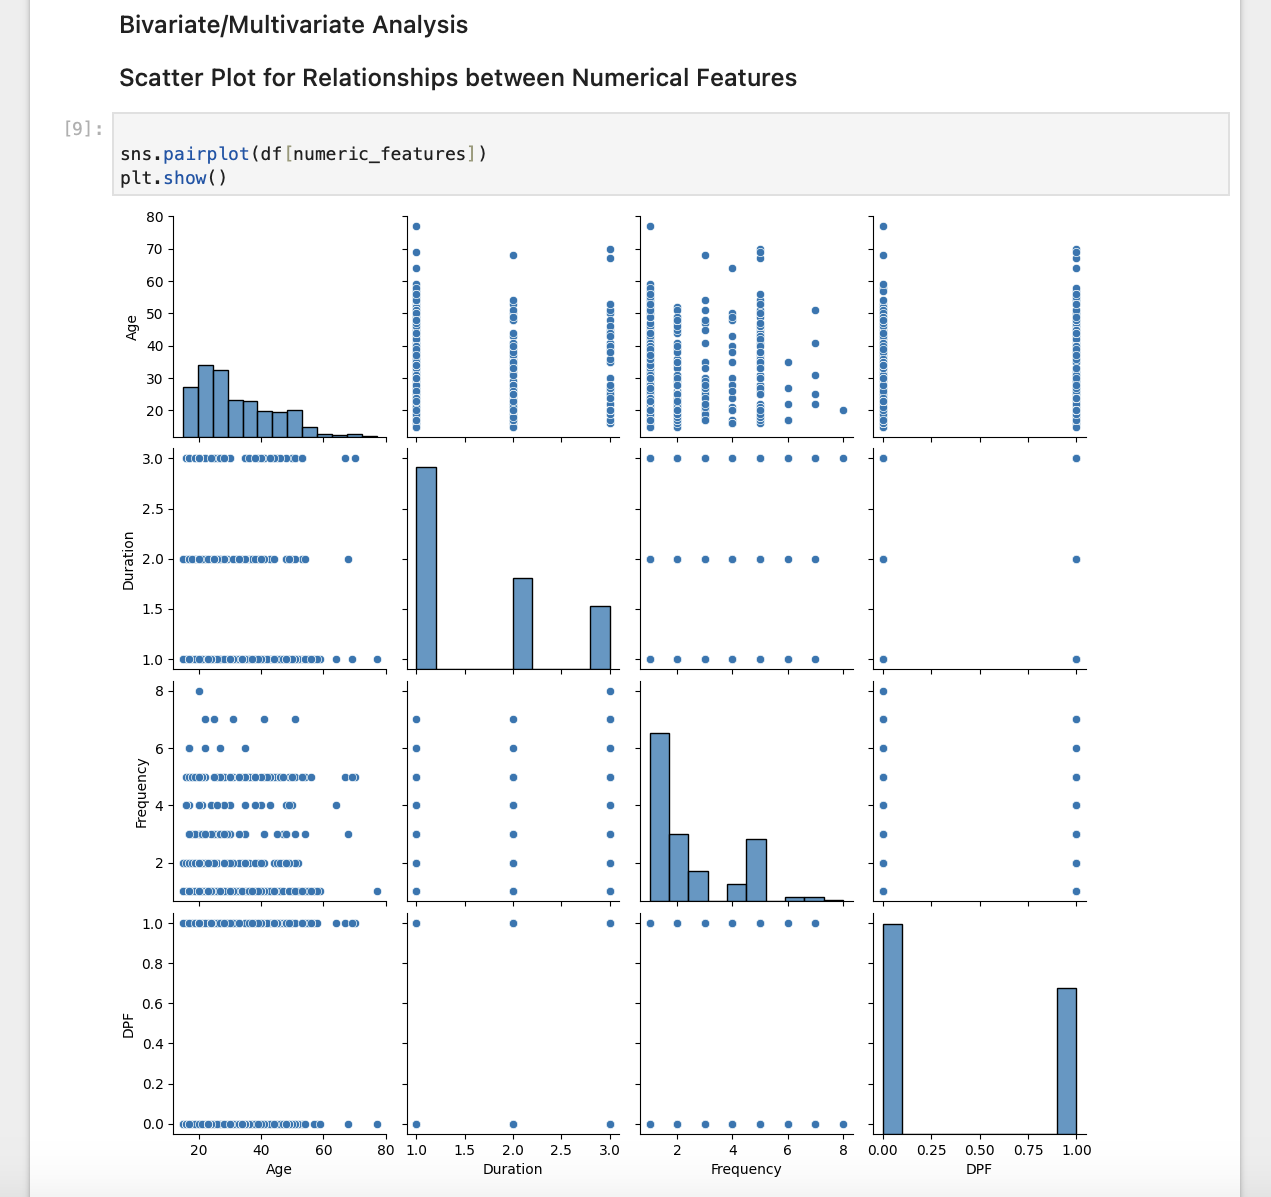 Bivariate/Multivariate Analysis
Scatter Plot for Relationships between Numerical Features
[9]:
sns.pairplot(df[numeric_features])
plt.show()
80
70
60
50
40
30
20
Age
3.0
2.5
2.0
1.5
1.0
Duration
8
6
4
2
Frequency
1.0
0.8
0.6
0.4
0.2
0.0
DPF
20 40 60 80
1.0 1.5 2.0 2.5 3.0
2 4 6 8
0.00 0.25 0.50 0.75 1.00
Age
Duration
Frequency
DPF